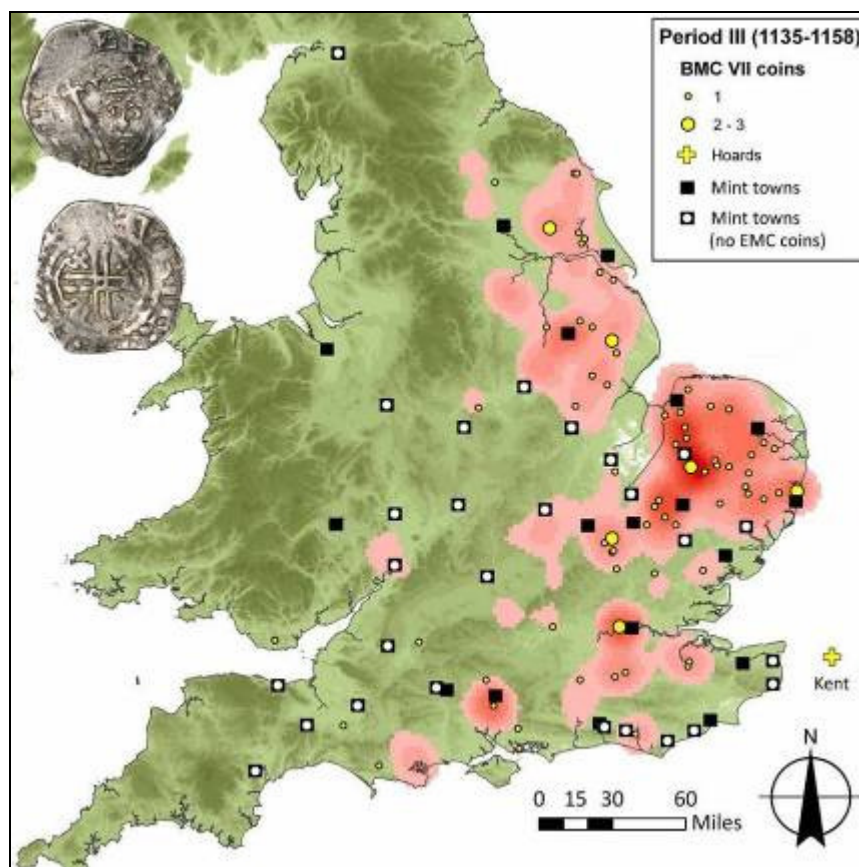 Period III (1135-1158)
BMC VII coins
1
2 - 3
Hoards
Mint towns
Mint towns
(no EMC coins)
Kent
N
0 15 30 60
Miles